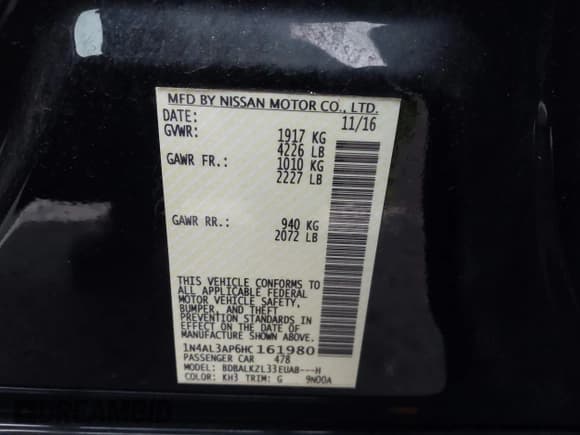 MFD BY NISSAN MOTOR CO., LTD.
DATE: 11/16
GVWR: 1917 KG
4226 LB
GAWR FR.: 1010 KG
2227 LB
GAWR RR.: 940 KG
2072 LB
THIS VEHICLE CONFORMS TO
ALL APPLICABLE FEDERAL
MOTOR VEHICLE SAFETY,
BUMPER, AND THEFT
PREVENTION STANDARDS IN
EFFECT ON THE DATE OF
MANUFACTURE SHOWN ABOVE.
1N4AL3AP6HC161980
PASSENGER CAR 478
MODEL: BDBALKZL33EUAB---H
COLOR: KH3 TRIM: G 9N00A